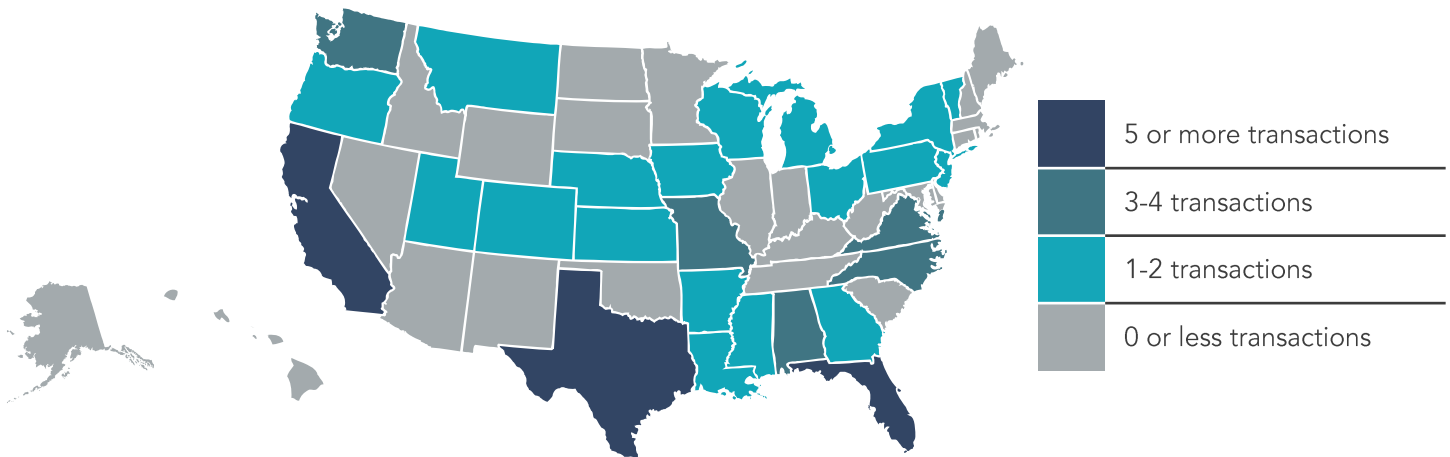 5 or more transactions
3-4 transactions
1-2 transactions
0 or less transactions